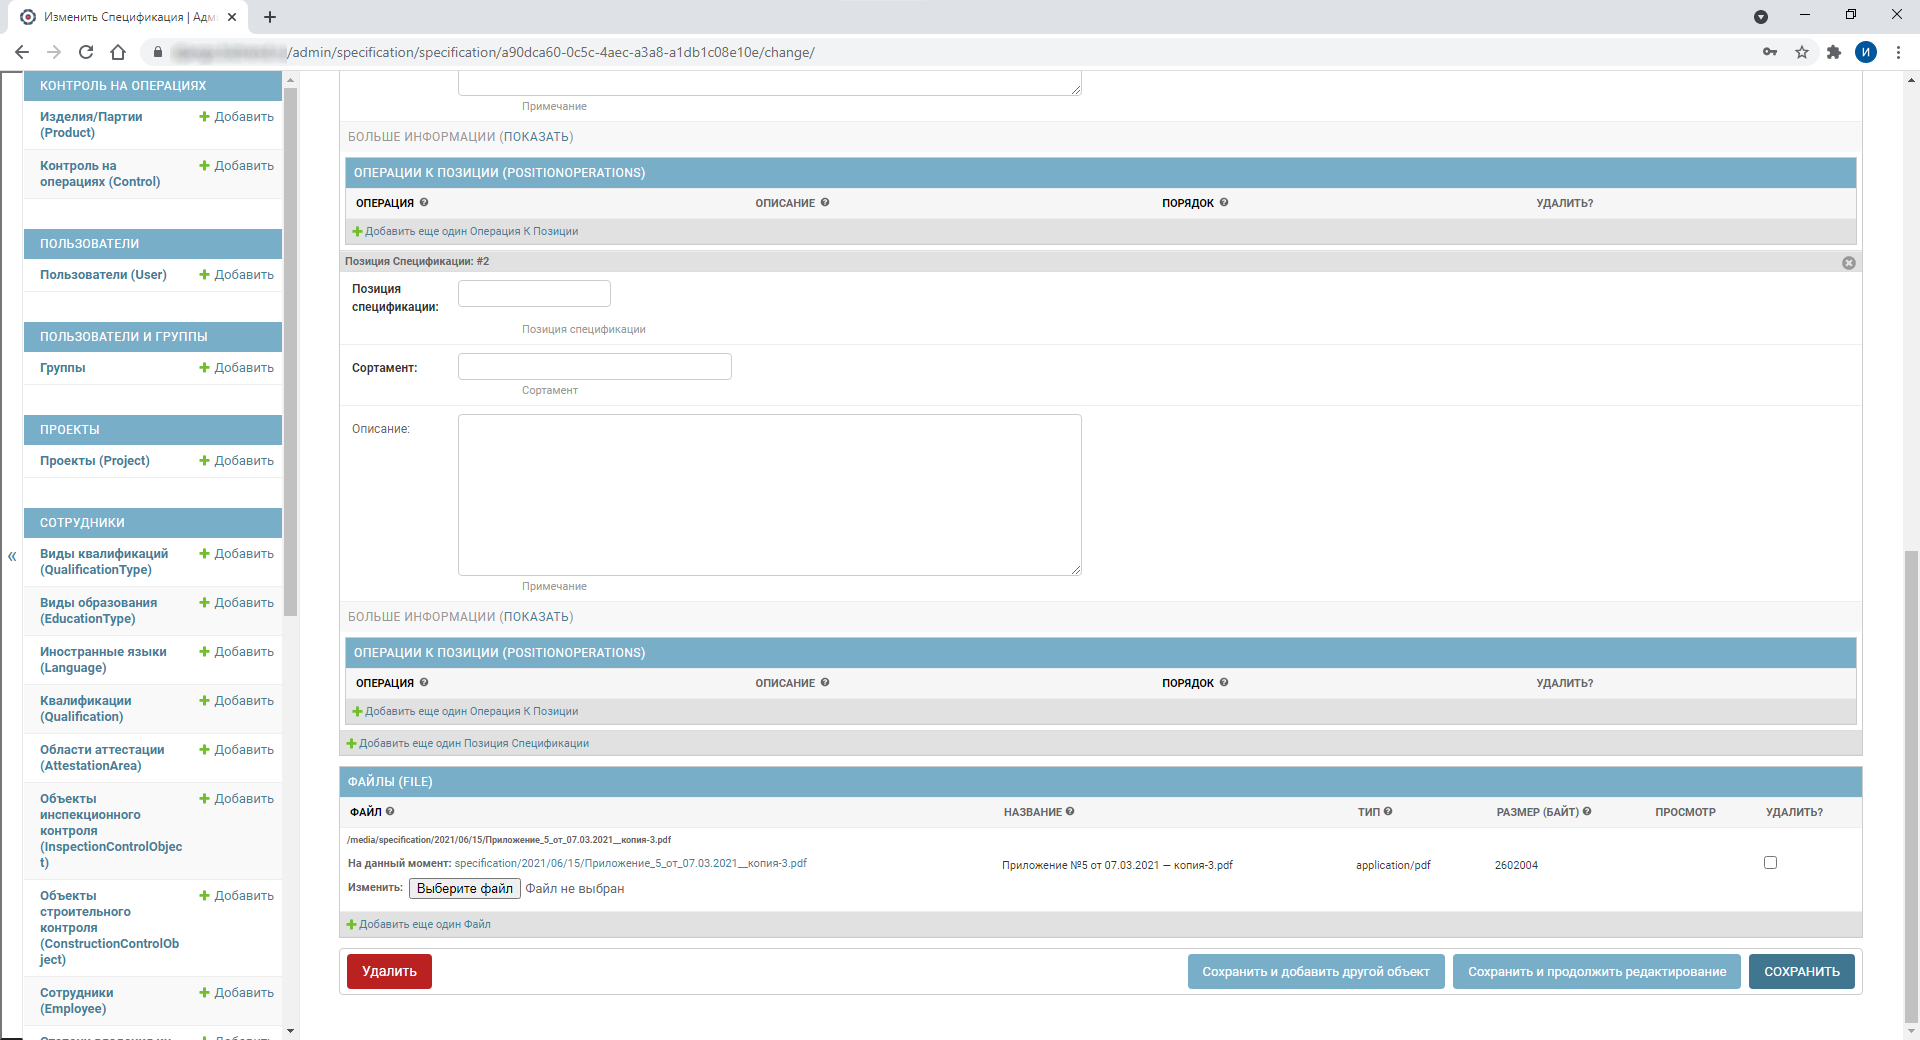 Изменить Спецификация | Адм
/admin/specification/specification/a90dca60-0c5c-4aec-a3a8-a1db1c08e10e/change/
И
КОНТРОЛЬ НА ОПЕРАЦИЯХ
Изделия/Партии
(Product)
Добавить
Контроль на
операциях (Control)
Добавить
ПОЛЬЗОВАТЕЛИ
Пользователи (User)
Добавить
ПОЛЬЗОВАТЕЛИ И ГРУППЫ
Группы
Добавить
ПРОЕКТЫ
Проекты (Project)
Добавить
СОТРУДНИКИ
Виды квалификаций
(QualificationType)
Добавить
Виды образования
(EducationType)
Добавить
Иностранные языки
(Language)
Добавить
Квалификации
(Qualification)
Добавить
Области аттестации
(AttestationArea)
Добавить
Объекты
инспекционного
контроля
(InspectionControlObjec
t)
Добавить
Объекты
строительного
контроля
(ConstructionControlOb
ject)
Добавить
Сотрудники
(Employee)
Добавить
«
Примечание
БОЛЬШЕ ИНФОРМАЦИИ (ПОКАЗАТЬ)
ОПЕРАЦИИ К ПОЗИЦИИ (POSITIONOPERATIONS)
ОПЕРАЦИЯ ОПИСАНИЕ ПОРЯДОК УДАЛИТЬ?
Добавить еще один Операция К Позиции
Позиция Спецификации: #2
Позиция
спецификации:
Позиция спецификации
Сортамент:
Сортамент
Описание:
Примечание
БОЛЬШЕ ИНФОРМАЦИИ (ПОКАЗАТЬ)
ОПЕРАЦИИ К ПОЗИЦИИ (POSITIONOPERATIONS)
ОПЕРАЦИЯ ОПИСАНИЕ ПОРЯДОК УДАЛИТЬ?
Добавить еще один Операция К Позиции
Добавить еще один Позиция Спецификации
ФАЙЛЫ (FILE)
ФАЙЛ НАЗВАНИЕ ТИП РАЗМЕР (БАЙТ) ПРОСМОТР УДАЛИТЬ?
/media/specification/2021/06/15/Приложение_5_от_07.03.2021__копия-3.pdf
На данный момент: specification/2021/06/15/Приложение_5_от_07.03.2021__копия-3.pdf
Приложение №5 от 07.03.2021 — копия-3.pdf application/pdf 2602004
Изменить: Выберите файл Файл не выбран
Добавить еще один Файл
Удалить
Сохранить и добавить другой объект
Сохранить и продолжить редактирование
СОХРАНИТЬ